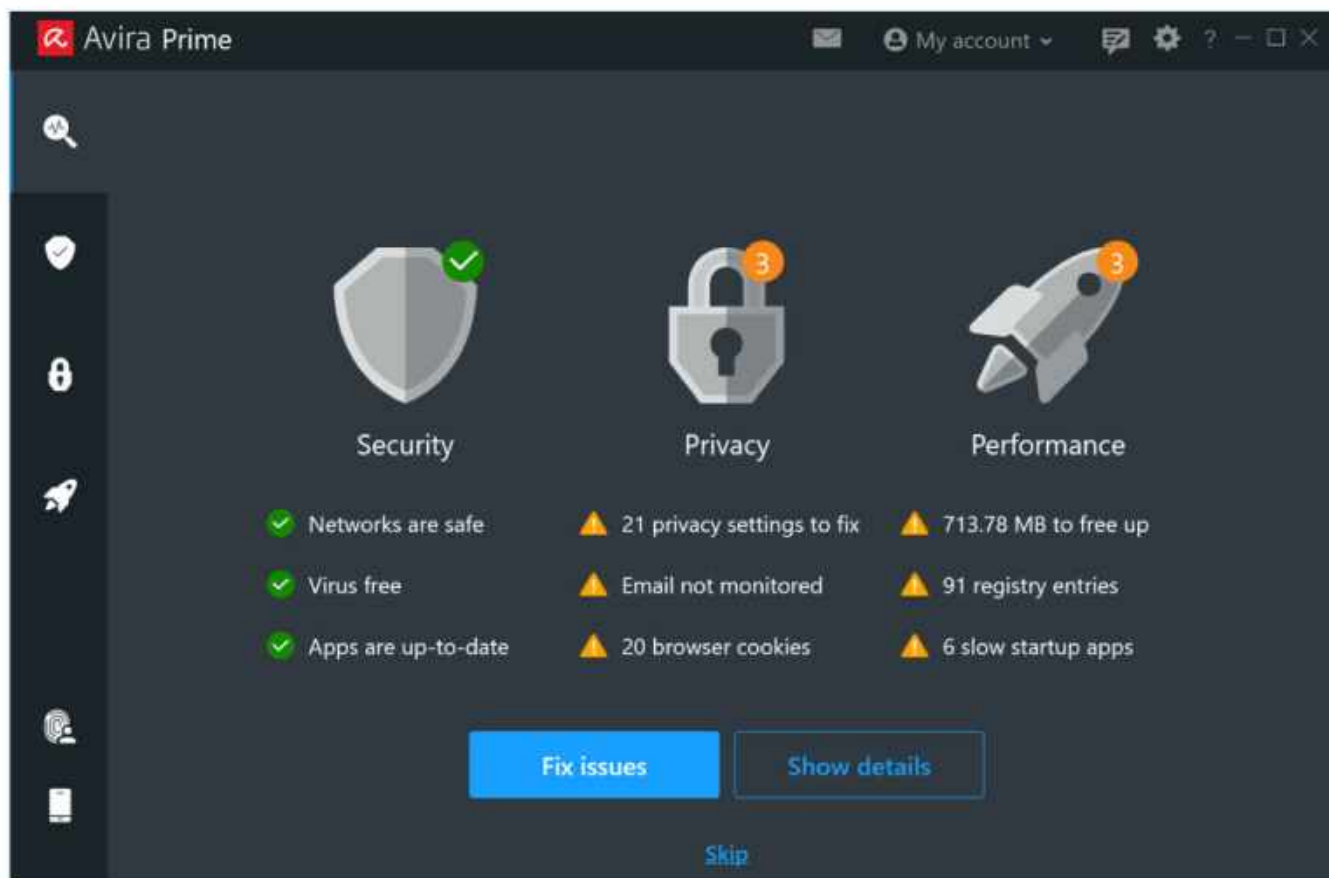 Avira Prime
My account
?
3
3
Security
Privacy
Performance
Networks are safe
21 privacy settings to fix
713.78 MB to free up
Virus free
Email not monitored
91 registry entries
Apps are up-to-date
20 browser cookies
6 slow startup apps
Fix issues
Show details
Skip